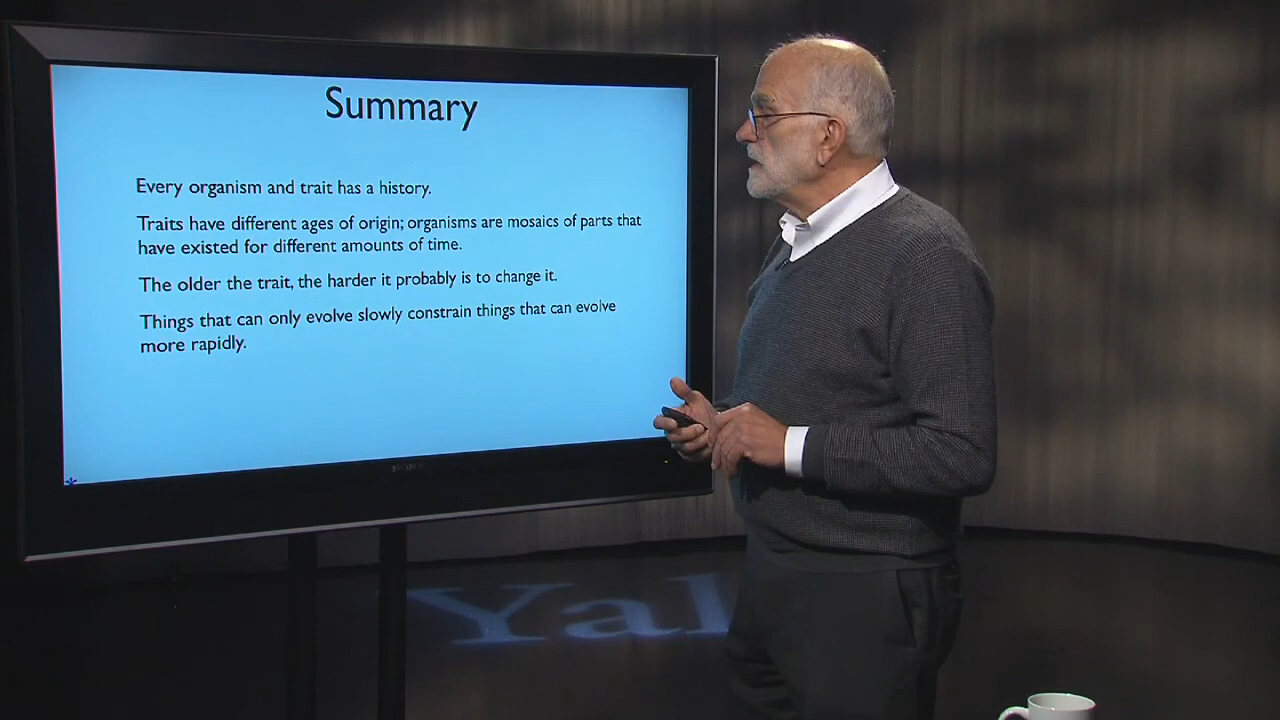 Summary
Every organism and trait has a history.
Traits have different ages of origin; organisms are mosaics of parts that
have existed for different amounts of time.
The older the trait, the harder it probably is to change it.
Things that can only evolve slowly constrain things that can evolve
more rapidly.
*
SONY
Yal